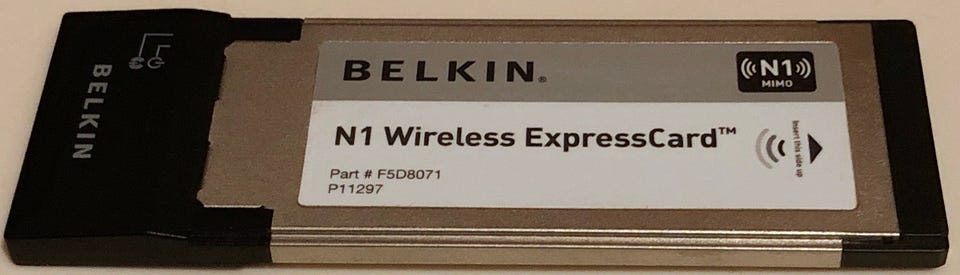 BELKIN
BELKIN®
N1
MIMO
N1 Wireless ExpressCard™
Part # F5D8071
P11297
Insert this side up